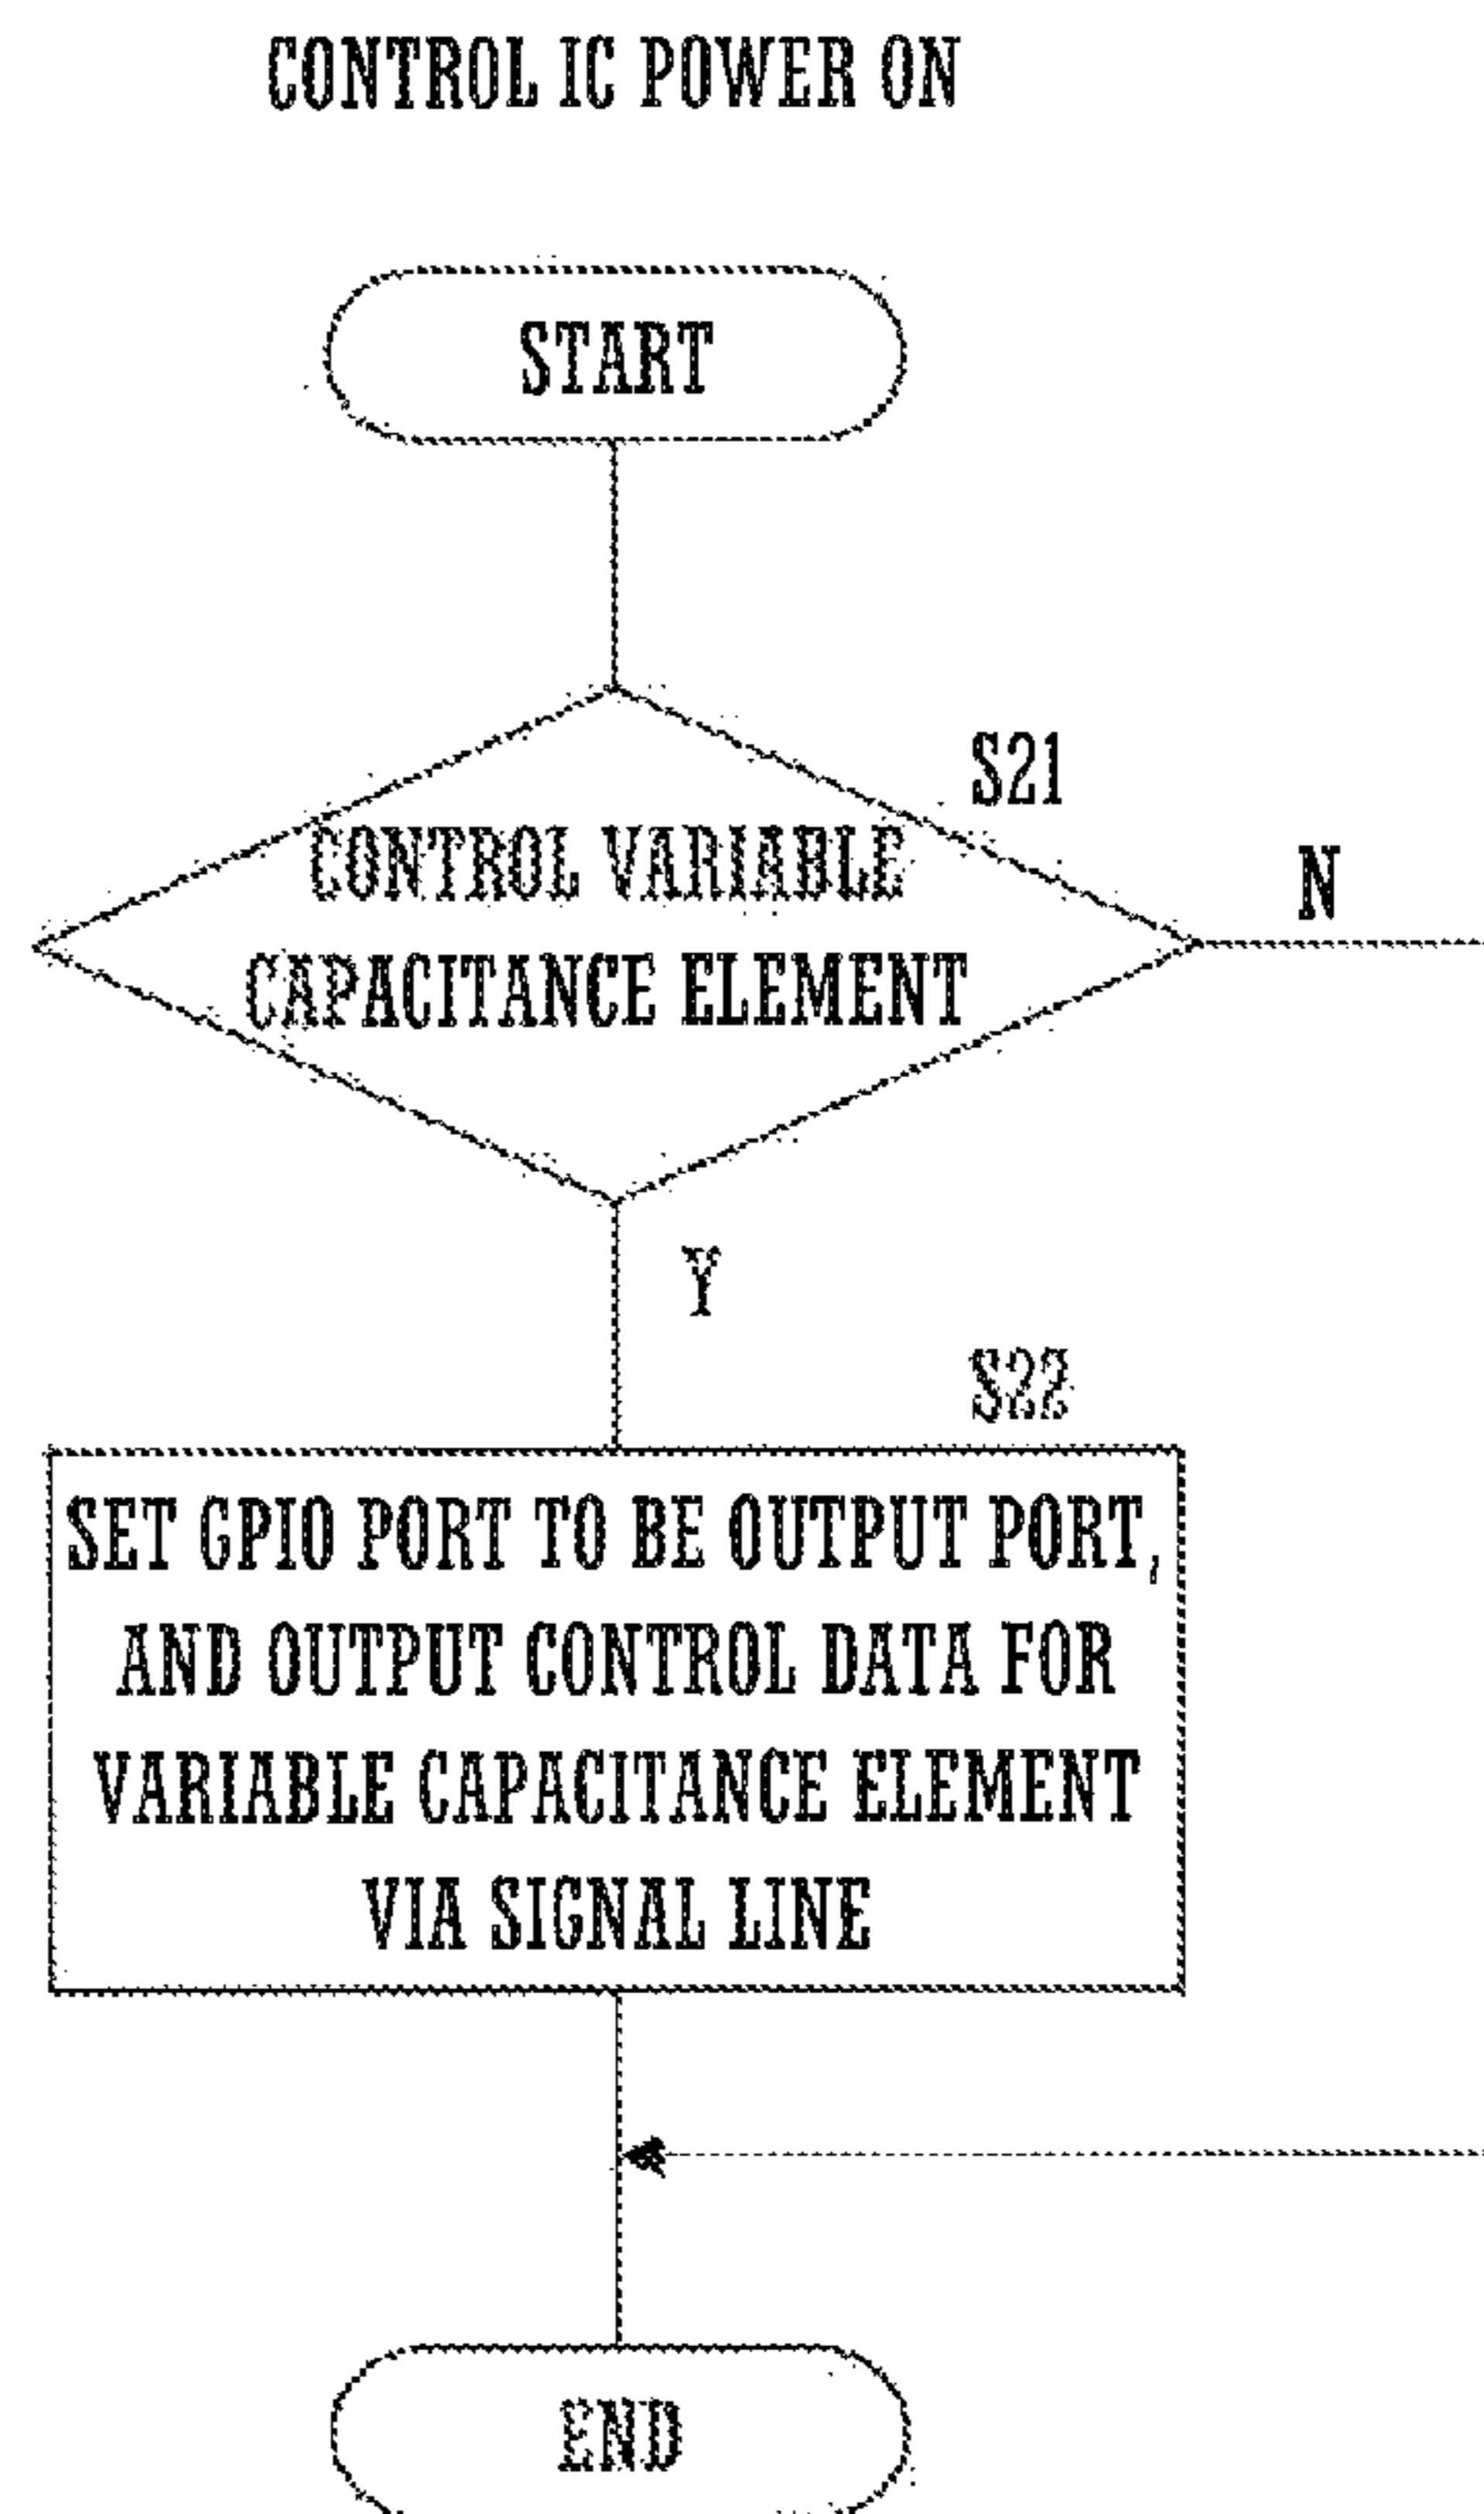 CONTROL IC POWER ON
START
S21
CONTROL VARIABLE
CAPACITANCE ELEMENT
N
Y
S22
SET GPIO PORT TO BE OUTPUT PORT,
AND OUTPUT CONTROL DATA FOR
VARIABLE CAPACITANCE ELEMENT
VIA SIGNAL LINE
END